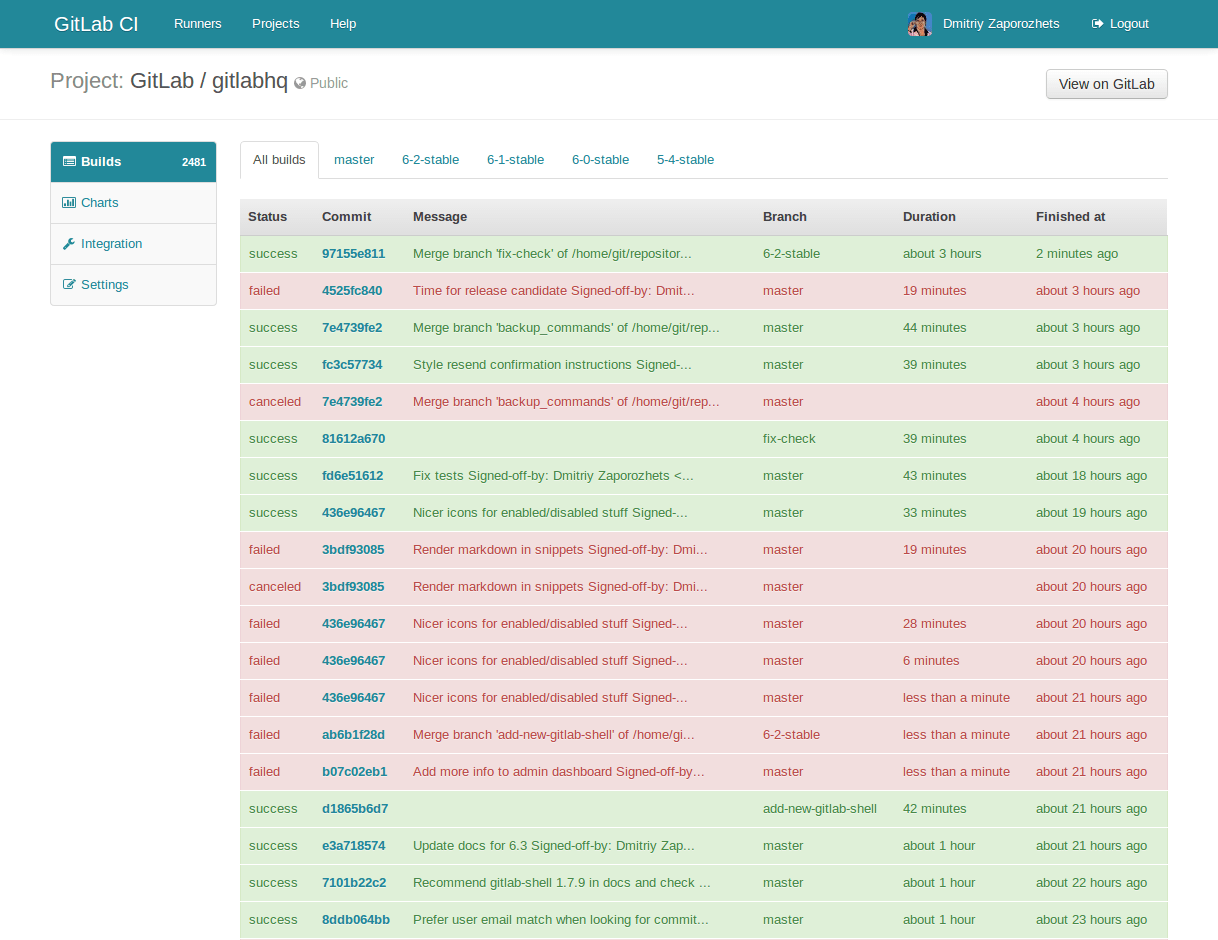 GitLab CI Runners Projects Help Dmitriy Zaporozhets Logout
Project: GitLab / gitlabhq Public View on GitLab
Builds 2481
Charts
Integration
Settings
All builds master 6-2-stable 6-1-stable 6-0-stable 5-4-stable
Status Commit Message Branch Duration Finished at
success 97155e811 Merge branch 'fix-check' of /home/git/repositor... 6-2-stable about 3 hours 2 minutes ago
failed 4525fc840 Time for release candidate Signed-off-by: Dmit... master 19 minutes about 3 hours ago
success 7e4739fe2 Merge branch 'backup_commands' of /home/git/rep... master 44 minutes about 3 hours ago
success fc3c57734 Style resend confirmation instructions Signed-... master 39 minutes about 3 hours ago
canceled 7e4739fe2 Merge branch 'backup_commands' of /home/git/rep... master about 4 hours ago
success 81612a670 fix-check 39 minutes about 4 hours ago
success fd6e51612 Fix tests Signed-off-by: Dmitriy Zaporozhets <... master 43 minutes about 18 hours ago
success 436e96467 Nicer icons for enabled/disabled stuff Signed-... master 33 minutes about 19 hours ago
failed 3bdf93085 Render markdown in snippets Signed-off-by: Dmi... master 19 minutes about 20 hours ago
canceled 3bdf93085 Render markdown in snippets Signed-off-by: Dmi... master about 20 hours ago
failed 436e96467 Nicer icons for enabled/disabled stuff Signed-... master 28 minutes about 20 hours ago
failed 436e96467 Nicer icons for enabled/disabled stuff Signed-... master 6 minutes about 20 hours ago
failed 436e96467 Nicer icons for enabled/disabled stuff Signed-... master less than a minute about 21 hours ago
failed ab6b1f28d Merge branch 'add-new-gitlab-shell' of /home/gi... 6-2-stable less than a minute about 21 hours ago
failed b07c02eb1 Add more info to admin dashboard Signed-off-by... master less than a minute about 21 hours ago
success d1865b6d7 add-new-gitlab-shell 42 minutes about 21 hours ago
success e3a718574 Update docs for 6.3 Signed-off-by: Dmitriy Zap... master about 1 hour about 21 hours ago
success 7101b22c2 Recommend gitlab-shell 1.7.9 in docs and check ... master about 1 hour about 22 hours ago
success 8ddb064bb Prefer user email match when looking for commit... master about 1 hour about 23 hours ago